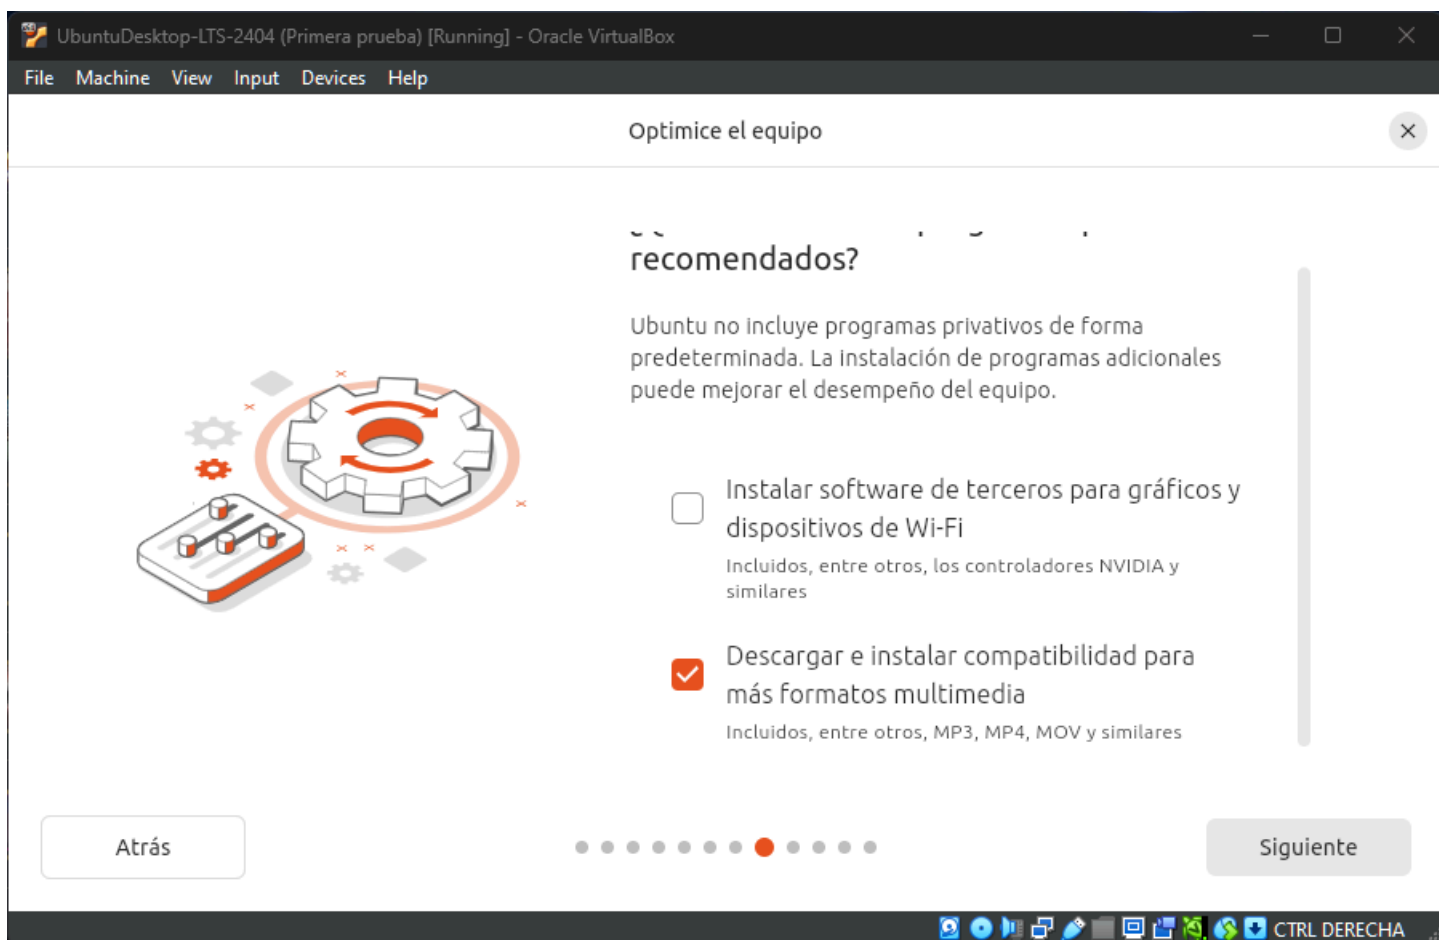 UbuntuDesktop-LTS-2404 (Primera prueba) [Running] - Oracle VirtualBox
File Machine View Input Devices Help
Optimice el equipo
recomendados?
Ubuntu no incluye programas privativos de forma
predeterminada. La instalación de programas adicionales
puede mejorar el desempeño del equipo.
Instalar software de terceros para gráficos y
dispositivos de Wi-Fi
Incluidos, entre otros, los controladores NVIDIA y
similares
Descargar e instalar compatibilidad para
más formatos multimedia
Incluidos, entre otros, MP3, MP4, MOV y similares
Atrás
Siguiente
CTRL DERECHA